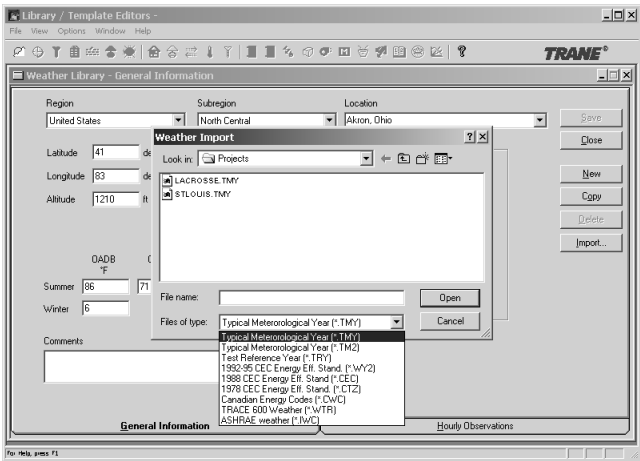 Library / Template Editors -
File View Options Window Help
TRANE®
Weather Library - General Information
Region Subregion Location
United States North Central Akron, Ohio Save
Close
Weather Import
Latitude 41 de Look in: Projects
Longitude 83 de LACROSSE.TMY New
Altitude 1210 ft STLOUIS.TMY Copy
Delete
Import...
OADB
°F
Summer 86 71 File name: Open
Winter 6 Files of type: Typical Meterorological Year (*.TMY) Cancel
Typical Meterorological Year (*.TMY)
Comments Typical Meterorological Year (*.TM2)
Test Reference Year (*.TRY)
1992-95 CEC Energy Eff. Stand. (*.WY2)
1988 CEC Energy Eff. Stand. (*.CEC)
1978 CEC Energy Eff. Stand. (*.CTZ)
Canadian Energy Codes (*.CWC)
TRACE 600 Weather (*.WTR)
ASHRAE weather (*.IWC)
General Information Hourly Observations
For Help, press F1